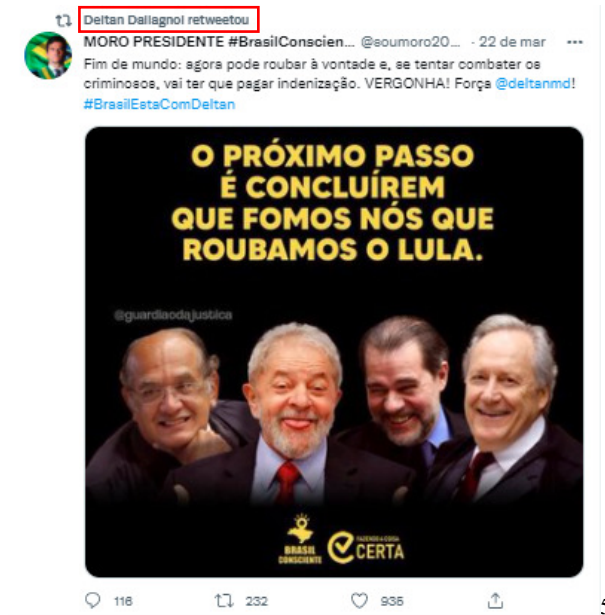 Deltan Dallagnol retweetou
MORO PRESIDENTE #BrasilConscien... @soumoro20... · 22 de mar
Fim de mundo: agora pode roubar à vontade e, se tentar combater os
criminosos, vai ter que pagar indenização. VERGONHA! Força @deltanmd!
#BrasilEstaComDeltan
O PRÓXIMO PASSO
É CONCLUÍREM
QUE FOMOS NÓS QUE
ROUBAMOS O LULA.
@guardiaodajustica
BRASIL
CONSCIENTE
FAZENDO A COISA
CERTA
116 232 935